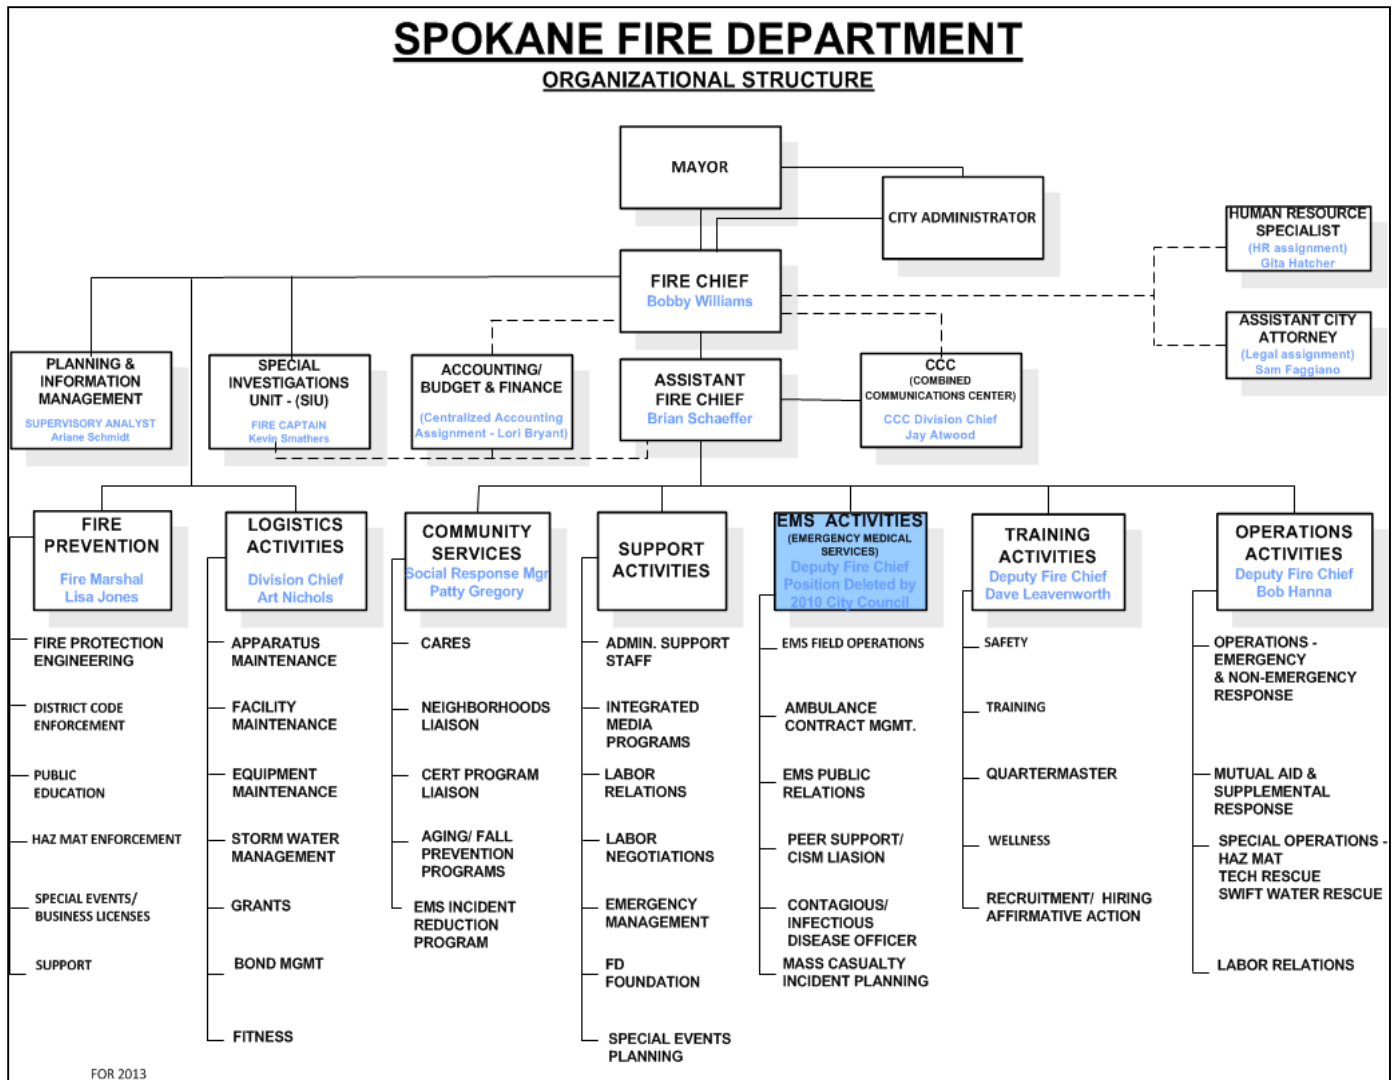 SPOKANE FIRE DEPARTMENT
ORGANIZATIONAL STRUCTURE
MAYOR
CITY ADMINISTRATOR
HUMAN RESOURCE
SPECIALIST
(HR assignment)
Gita Hatcher
FIRE CHIEF
Bobby Williams
ASSISTANT CITY
ATTORNEY
(Legal assignment)
Sam Faggiano
PLANNING &
INFORMATION
MANAGEMENT
SUPERVISORY ANALYST
Ariane Schmidt
SPECIAL
INVESTIGATIONS
UNIT - (SIU)
FIRE CAPTAIN
Kevin Smathers
ACCOUNTING/
BUDGET & FINANCE
(Centralized Accounting
Assignment - Lori Bryant)
ASSISTANT
FIRE CHIEF
Brian Schaeffer
CCC
(COMBINED
COMMUNICATIONS CENTER)
CCC Division Chief
Jay Atwood
FIRE
PREVENTION
Fire Marshal
Lisa Jones
LOGISTICS
ACTIVITIES
Division Chief
Art Nichols
COMMUNITY
SERVICES
Social Response Mgr
Patty Gregory
SUPPORT
ACTIVITIES
EMS ACTIVITIES
(EMERGENCY MEDICAL
SERVICES)
Deputy Fire Chief
Position Deleted by
2010 City Council
TRAINING
ACTIVITIES
Deputy Fire Chief
Dave Leavenworth
OPERATIONS
ACTIVITIES
Deputy Fire Chief
Bob Hanna
FIRE PROTECTION
ENGINEERING
DISTRICT CODE
ENFORCEMENT
PUBLIC
EDUCATION
HAZ MAT ENFORCEMENT
SPECIAL EVENTS/
BUSINESS LICENSES
SUPPORT
APPARATUS
MAINTENANCE
FACILITY
MAINTENANCE
EQUIPMENT
MAINTENANCE
STORM WATER
MANAGEMENT
GRANTS
BOND MGMT
FITNESS
CARES
NEIGHBORHOODS
LIAISON
CERT PROGRAM
LIAISON
AGING/ FALL
PREVENTION
PROGRAMS
EMS INCIDENT
REDUCTION
PROGRAM
ADMIN. SUPPORT
STAFF
INTEGRATED
MEDIA
PROGRAMS
LABOR
RELATIONS
LABOR
NEGOTIATIONS
EMERGENCY
MANAGEMENT
FD
FOUNDATION
SPECIAL EVENTS
PLANNING
EMS FIELD OPERATIONS
AMBULANCE
CONTRACT MGMT.
EMS PUBLIC
RELATIONS
PEER SUPPORT/
CISM LIASION
CONTAGIOUS/
INFECTIOUS
DISEASE OFFICER
MASS CASUALTY
INCIDENT PLANNING
SAFETY
TRAINING
QUARTERMASTER
WELLNESS
RECRUITMENT/ HIRING
AFFIRMATIVE ACTION
OPERATIONS -
EMERGENCY
& NON-EMERGENCY
RESPONSE
MUTUAL AID &
SUPPLEMENTAL
RESPONSE
SPECIAL OPERATIONS -
HAZ MAT
TECH RESCUE
SWIFT WATER RESCUE
LABOR RELATIONS
FOR 2013